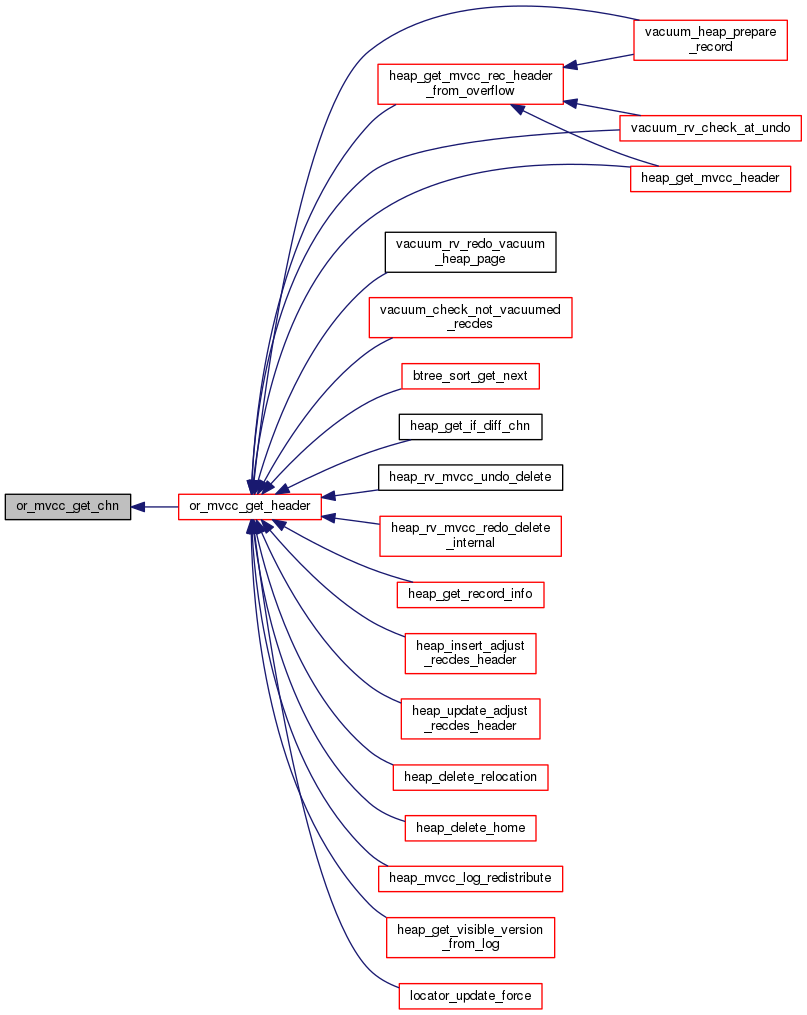 vacuum_heap_prepare
_record
heap_get_mvcc_rec_header
_from_overflow
vacuum_rv_check_at_undo
heap_get_mvcc_header
vacuum_rv_redo_vacuum
_heap_page
vacuum_check_not_vacuumed
_recdes
btree_sort_get_next
heap_get_if_diff_chn
heap_rv_mvcc_undo_delete
or_mvcc_get_chn
or_mvcc_get_header
heap_rv_mvcc_redo_delete
_internal
heap_get_record_info
heap_insert_adjust
_recdes_header
heap_update_adjust
_recdes_header
heap_delete_relocation
heap_delete_home
heap_mvcc_log_redistribute
heap_get_visible_version
_from_log
locator_update_force